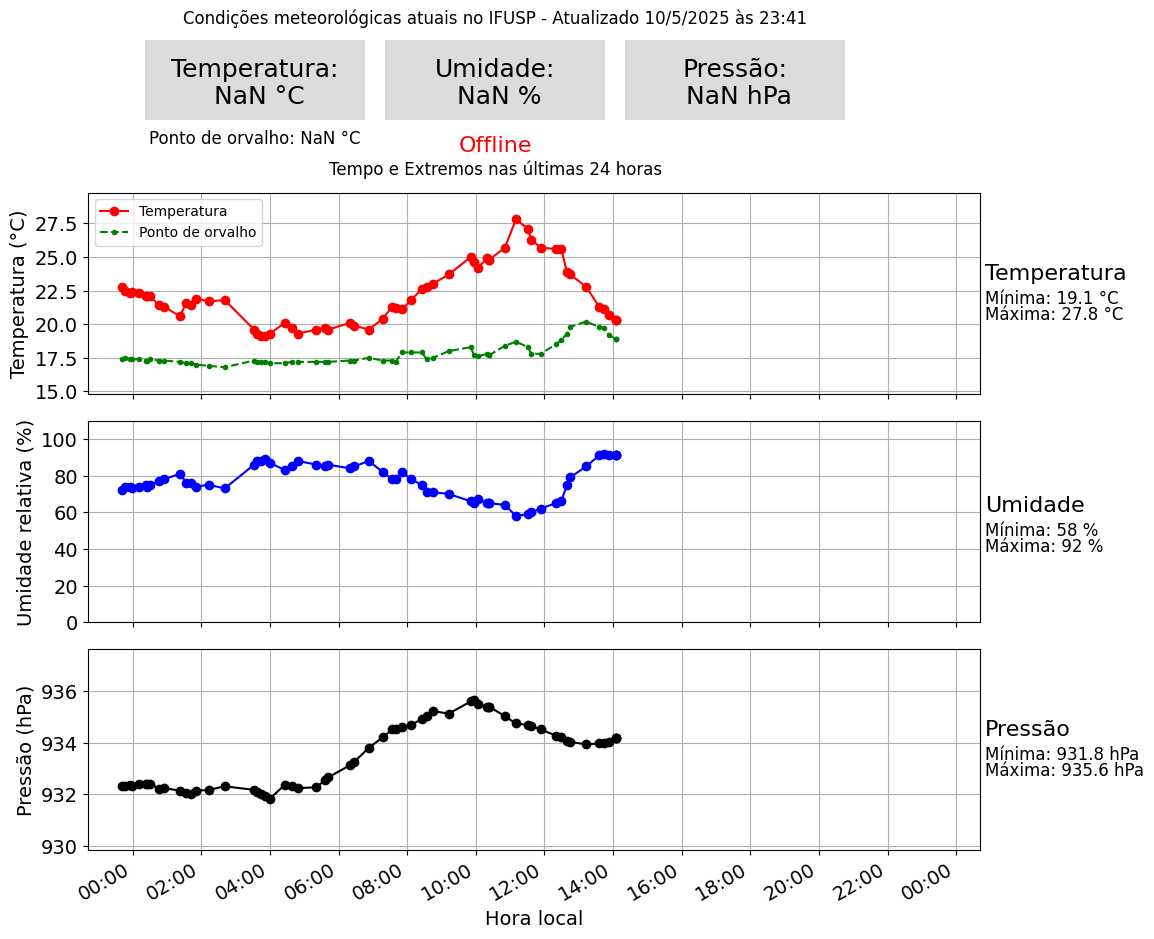 Condições meteorológicas atuais no IFUSP - Atualizado 10/5/2025 às 23:41
Temperatura:
NaN °C
Umidade:
NaN %
Pressão:
NaN hPa
Ponto de orvalho: NaN °C
Offline
Tempo e Extremos nas últimas 24 horas
Temperatura (°C)
27.5
25.0
22.5
20.0
17.5
15.0
Temperatura
Ponto de orvalho
Temperatura
Mínima: 19.1 °C
Máxima: 27.8 °C
Umidade relativa (%)
100
80
60
40
20
0
Umidade
Mínima: 58 %
Máxima: 92 %
Pressão (hPa)
936
934
932
930
Pressão
Mínima: 931.8 hPa
Máxima: 935.6 hPa
00:00 02:00 04:00 06:00 08:00 10:00 12:00 14:00 16:00 18:00 20:00 22:00 00:00
Hora local